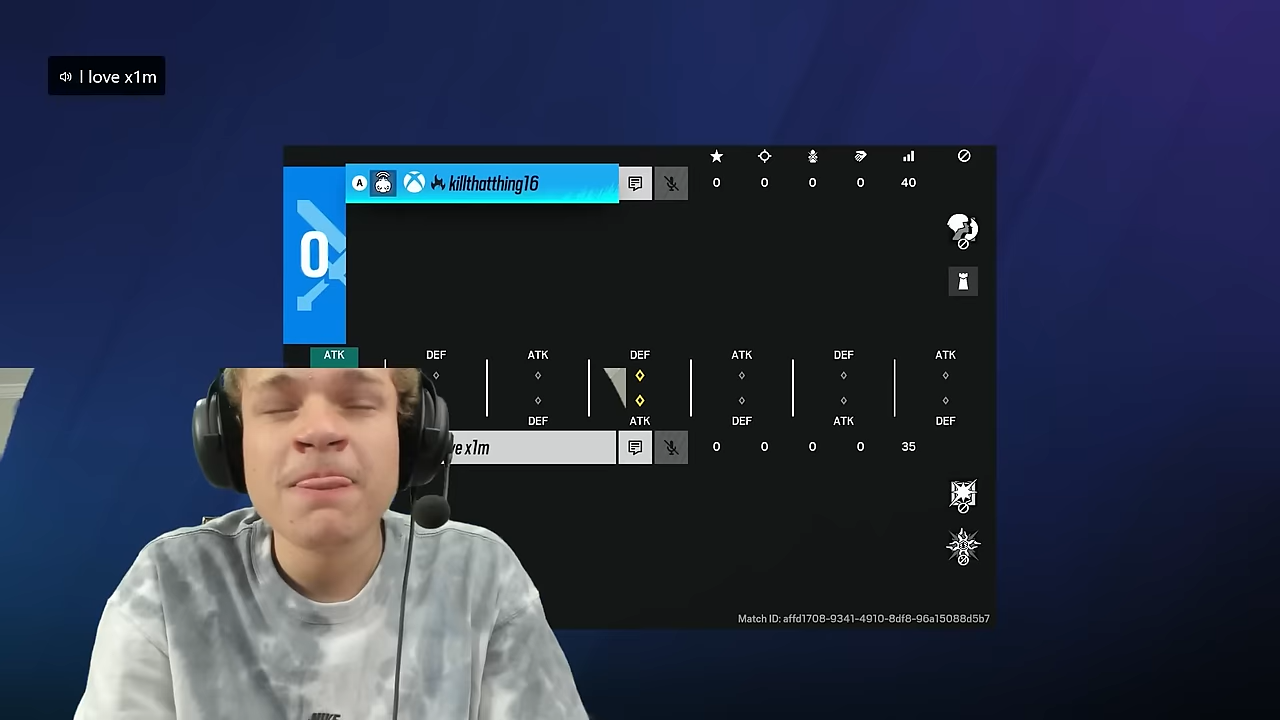 I love x1m
A killthatthing16
0 0 0 0 40
0
ATK DEF ATK DEF ATK DEF ATK
DEF ATK DEF ATK DEF
ve x1m
0 0 0 0 35
Match ID: affd1708-9341-4910-8df8-96a15088d5b7
NIKE